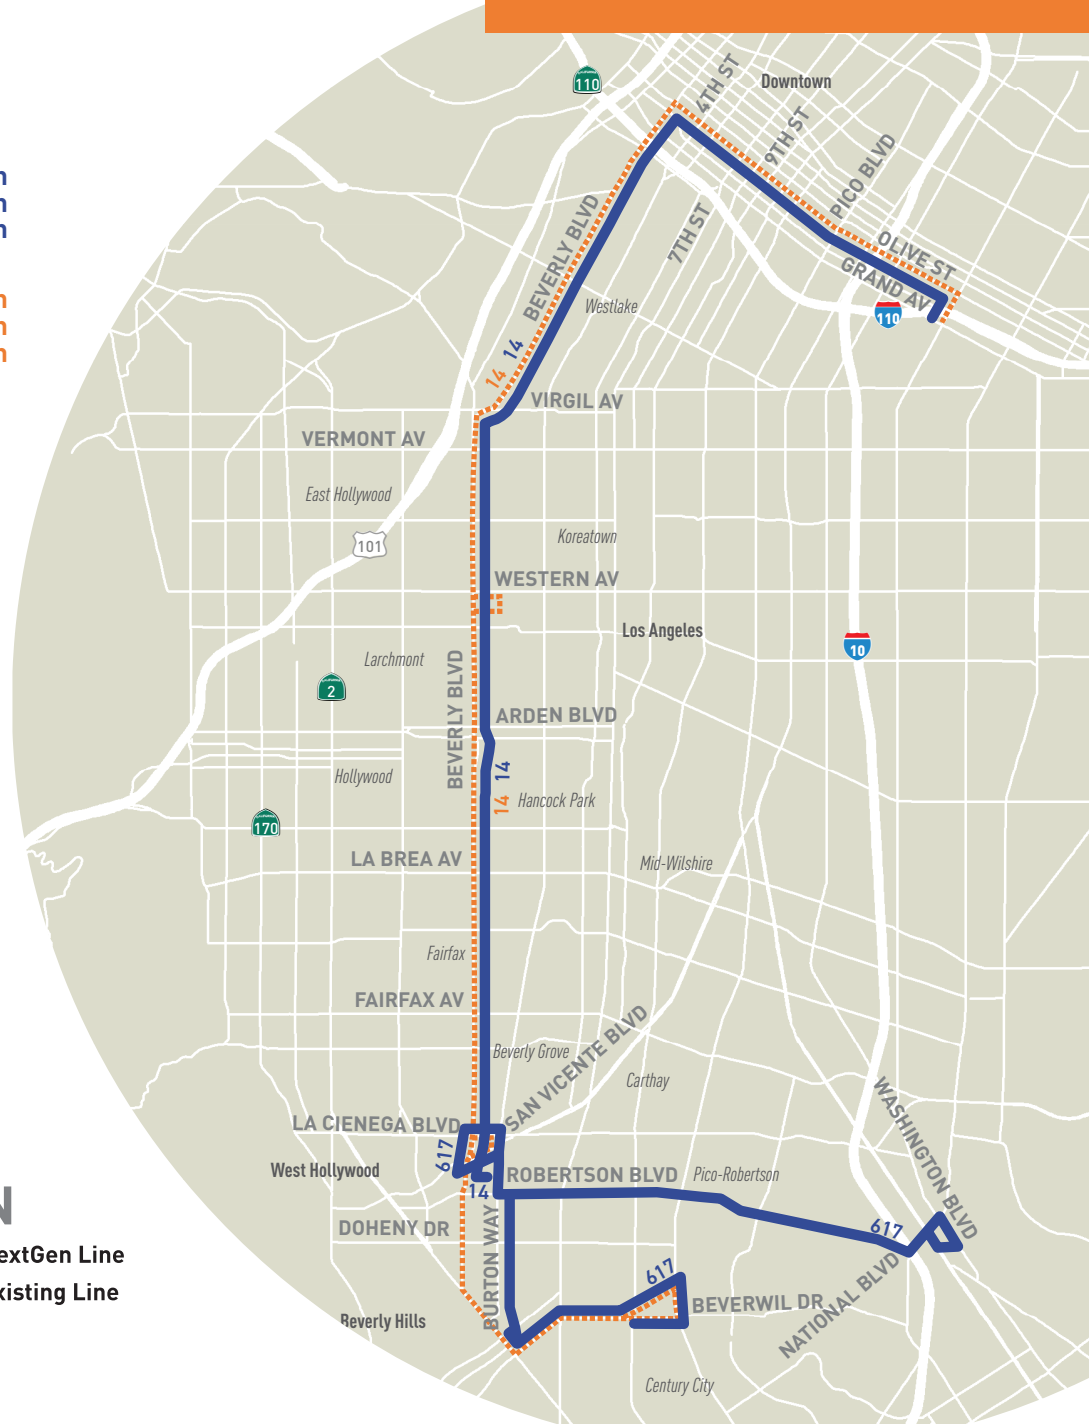 110
4TH ST
Downtown
9TH ST
PICO BLVD
7TH ST
BEVERLY BLVD
OLIVE ST
GRAND AV
110
Westlake
14
14
VIRGIL AV
VERMONT AV
East Hollywood
101
Koreatown
WESTERN AV
Los Angeles
10
Larchmont
2
BEVERLY BLVD
ARDEN BLVD
14
14
Hollywood
Hancock Park
170
LA BREA AV
Mid-Wilshire
Fairfax
FAIRFAX AV
Beverly Grove
SAN VICENTE BLVD
Carthay
WASHINGTON BLVD
LA CIENEGA BLVD
617
West Hollywood
ROBERTSON BLVD
Pico-Robertson
14
DOHENY DR
BURTON WAY
617
extGen Line
617
NATIONAL BLVD
xisting Line
BEVERWIL DR
Beverly Hills
Century City